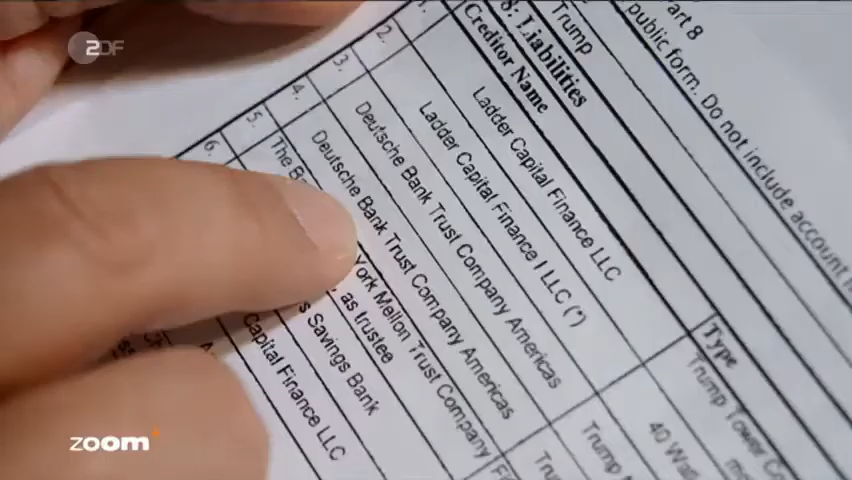 2DF
art 8
public form. Do not include account
Trump
8: Liabilities
Creditor Name
Type
1.
Ladder Capital Finance LLC
Trump Tower
2.
Ladder Capital Finance I LLC (*)
40
3.
Deutsche Bank Trust Company Americas
Trump
4.
Deutsche Bank Trust Company Americas
5.
The
York Mellon Trust Company
, as trustee
6.
s Savings Bank
Capital Finance LLC
zoom